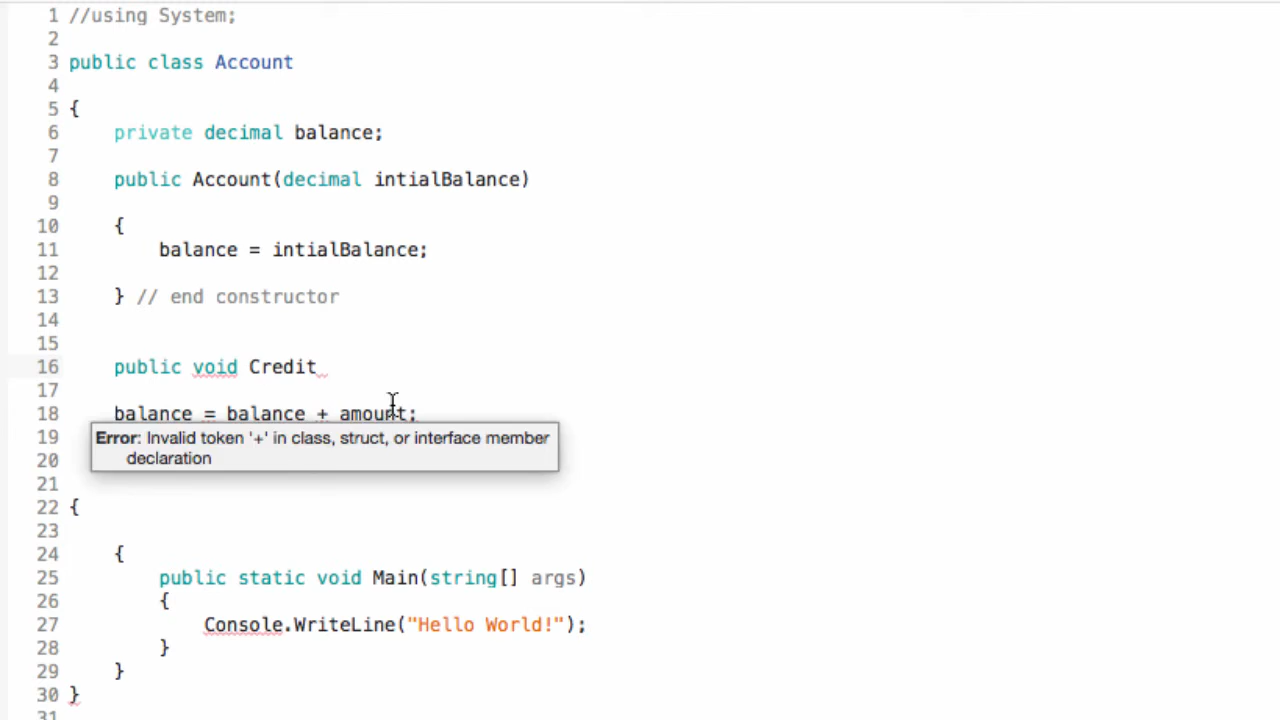 1 //using System;
2
3 public class Account
4
5 {
6 private decimal balance;
7
8 public Account(decimal intialBalance)
9
10 {
11 balance = intialBalance;
12
13 } // end constructor
14
15
16 public void Credit
17
18 balance = balance + amount;
19 Error: Invalid token '+' in class, struct, or interface member
20 declaration
21
22 {
23
24 {
25 public static void Main(string[] args)
26 {
27 Console.WriteLine("Hello World!");
28 }
29 }
30 }
31